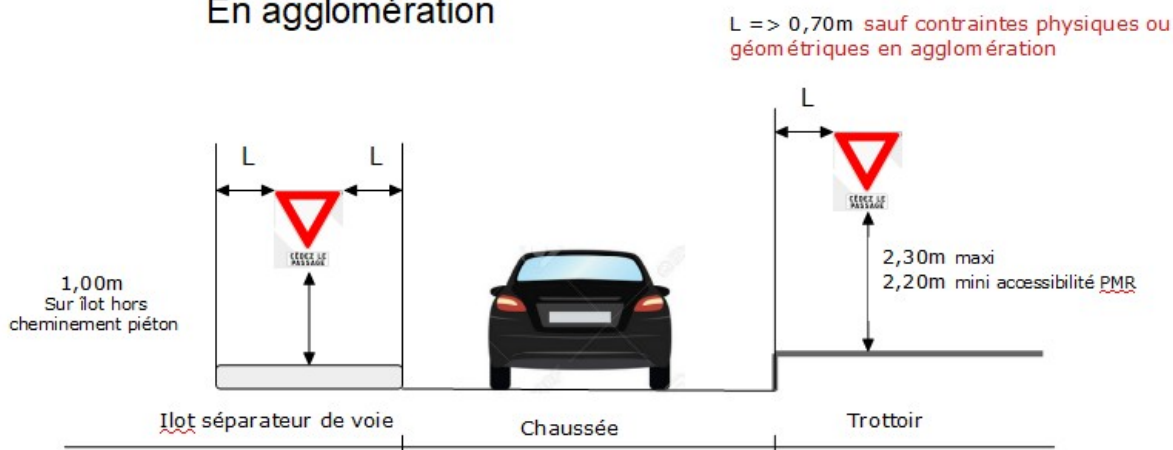 En agglomération
L => 0,70m sauf contraintes physiques ou
géométriques en agglomération
L
L
L
CÉDEZ LE
PASSAGE
CÉDEZ LE
PASSAGE
1,00m
Sur îlot hors
cheminement piéton
2,30m maxi
2,20m mini accessibilité PMR
Ilot séparateur de voie
Chaussée
Trottoir